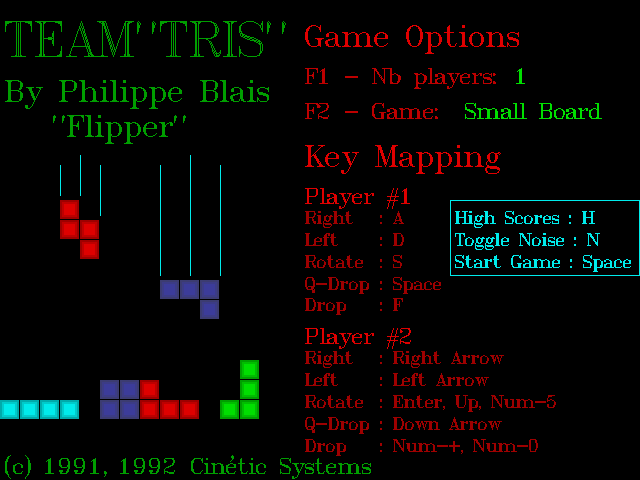 TEAM"TRIS"
By Philippe Blais
"Flipper"
Game Options
F1 - Nb players: 1
F2 - Game: Small Board
Key Mapping
Player #1
Right : A
Left : D
Rotate : S
Q-Drop : Space
Drop : F
High Scores : H
Toggle Noise : N
Start Game : Space
Player #2
Right : Right Arrow
Left : Left Arrow
Rotate : Enter, Up, Num-5
Q-Drop : Down Arrow
Drop : Num-+, Num-0
(c) 1991, 1992 Cinétic Systems